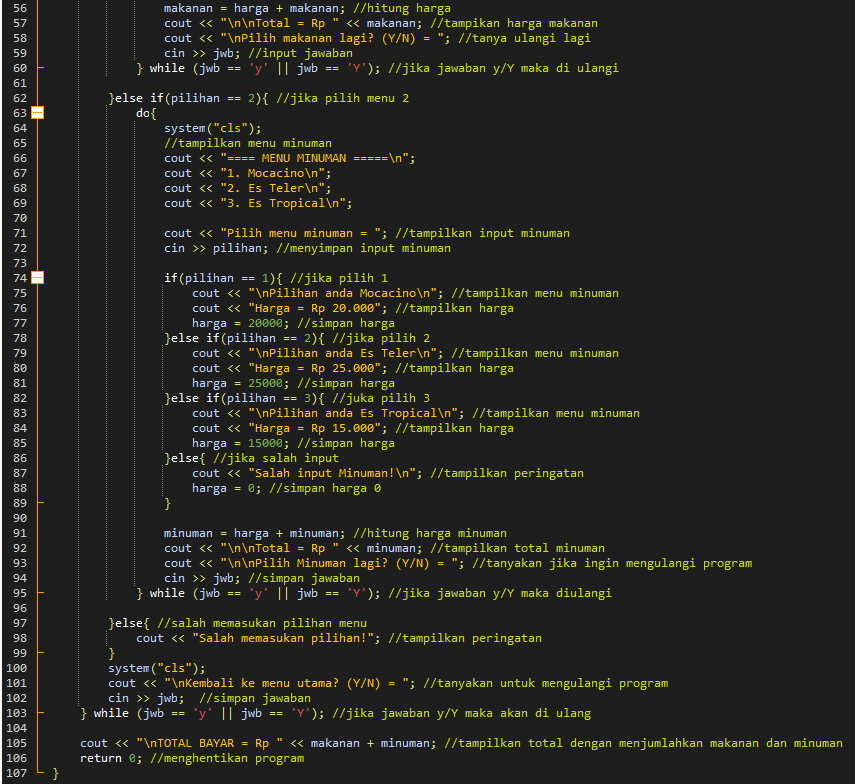 56 makanan = harga + makanan; //hitung harga
57 cout << "\n\nTotal = Rp " << makanan; //tampikan harga makanan
58 cout << "\nPilih makanan lagi? (Y/N) = "; //tanya ulangi lagi
59 cin >> jwb; //input jawaban
60 } while (jwb == 'y' || jwb == 'Y'); //jika jawaban y/Y maka di ulangi
61
62 }else if(pilihan == 2){ //jika pilih menu 2
63 do{
64 system("cls");
65 //tampilkan menu minuman
66 cout << "==== MENU MINUMAN =====\n";
67 cout << "1. Mocacino\n";
68 cout << "2. Es Teler\n";
69 cout << "3. Es Tropical\n";
70
71 cout << "Pilih menu minuman = "; //tampilkan input minuman
72 cin >> pilihan; //menyimpan input minuman
73
74 if(pilihan == 1){ //jika pilih 1
75 cout << "\nPilihan anda Mocacino\n"; //tampilkan menu minuman
76 cout << "Harga = Rp 20.000"; //tampilkan harga
77 harga = 20000; //simpan harga
78 }else if(pilihan == 2){ //jika pilih 2
79 cout << "\nPilihan anda Es Teler\n"; //tampilkan menu minuman
80 cout << "Harga = Rp 25.000"; //tampilkan harga
81 harga = 25000; //simpan harga
82 }else if(pilihan == 3){ //juka pilih 3
83 cout << "\nPilihan anda Es Tropical\n"; //tampilkan menu minuman
84 cout << "Harga = Rp 15.000"; //tampilkan harga
85 harga = 15000; //simpan harga
86 }else{ //jika salah input
87 cout << "Salah input Minuman!\n"; //tampilkan peringatan
88 harga = 0; //simpan harga 0
89 }
90
91 minuman = harga + minuman; //hitung harga minuman
92 cout << "\n\nTotal = Rp " << minuman; //tampilkan total minuman
93 cout << "\n\nPilih Minuman lagi? (Y/N) = "; //tanyakan jika ingin mengulangi program
94 cin >> jwb; //simpan jawaban
95 } while (jwb == 'y' || jwb == 'Y'); //jika jawaban y/Y maka diulangi
96
97 }else{ //salah memasukan pilihan menu
98 cout << "Salah memasukan pilihan!"; //tampilkan peringatan
99 }
100 system("cls");
101 cout << "\nKembali ke menu utama? (Y/N) = "; //tanyakan untuk mengulangi program
102 cin >> jwb; //simpan jawaban
103 } while (jwb == 'y' || jwb == 'Y'); //jika jawaban y/Y maka akan di ulang
104
105 cout << "\nTOTAL BAYAR = Rp " << makanan + minuman; //tampilkan total dengan menjumlahkan makanan dan minuman
106 return 0; //menghentikan program
107 }